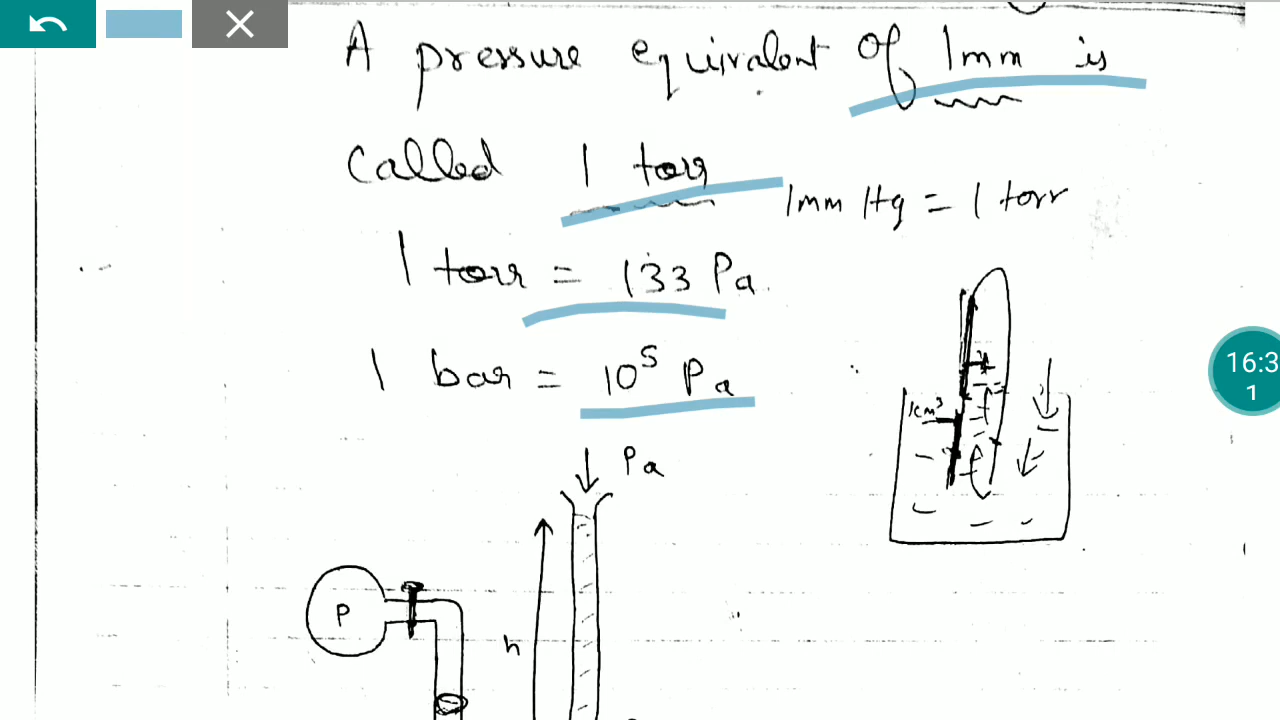 A pressure equivalent of 1mm is
called 1 torr
1mm Hg = 1 torr
1 torr = 133 Pa.
1 bar = 10⁵ Pa
1cm³
Pa
P
h
16:3
1